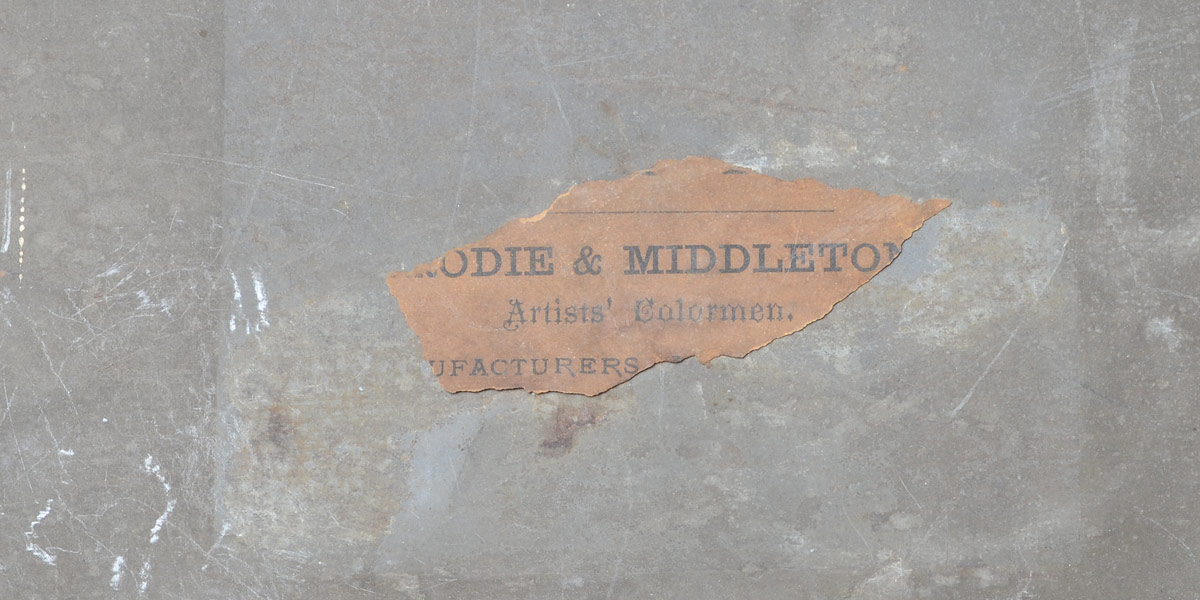 RODIE & MIDDLETON
Artists' Colormen.
UFACTURERS